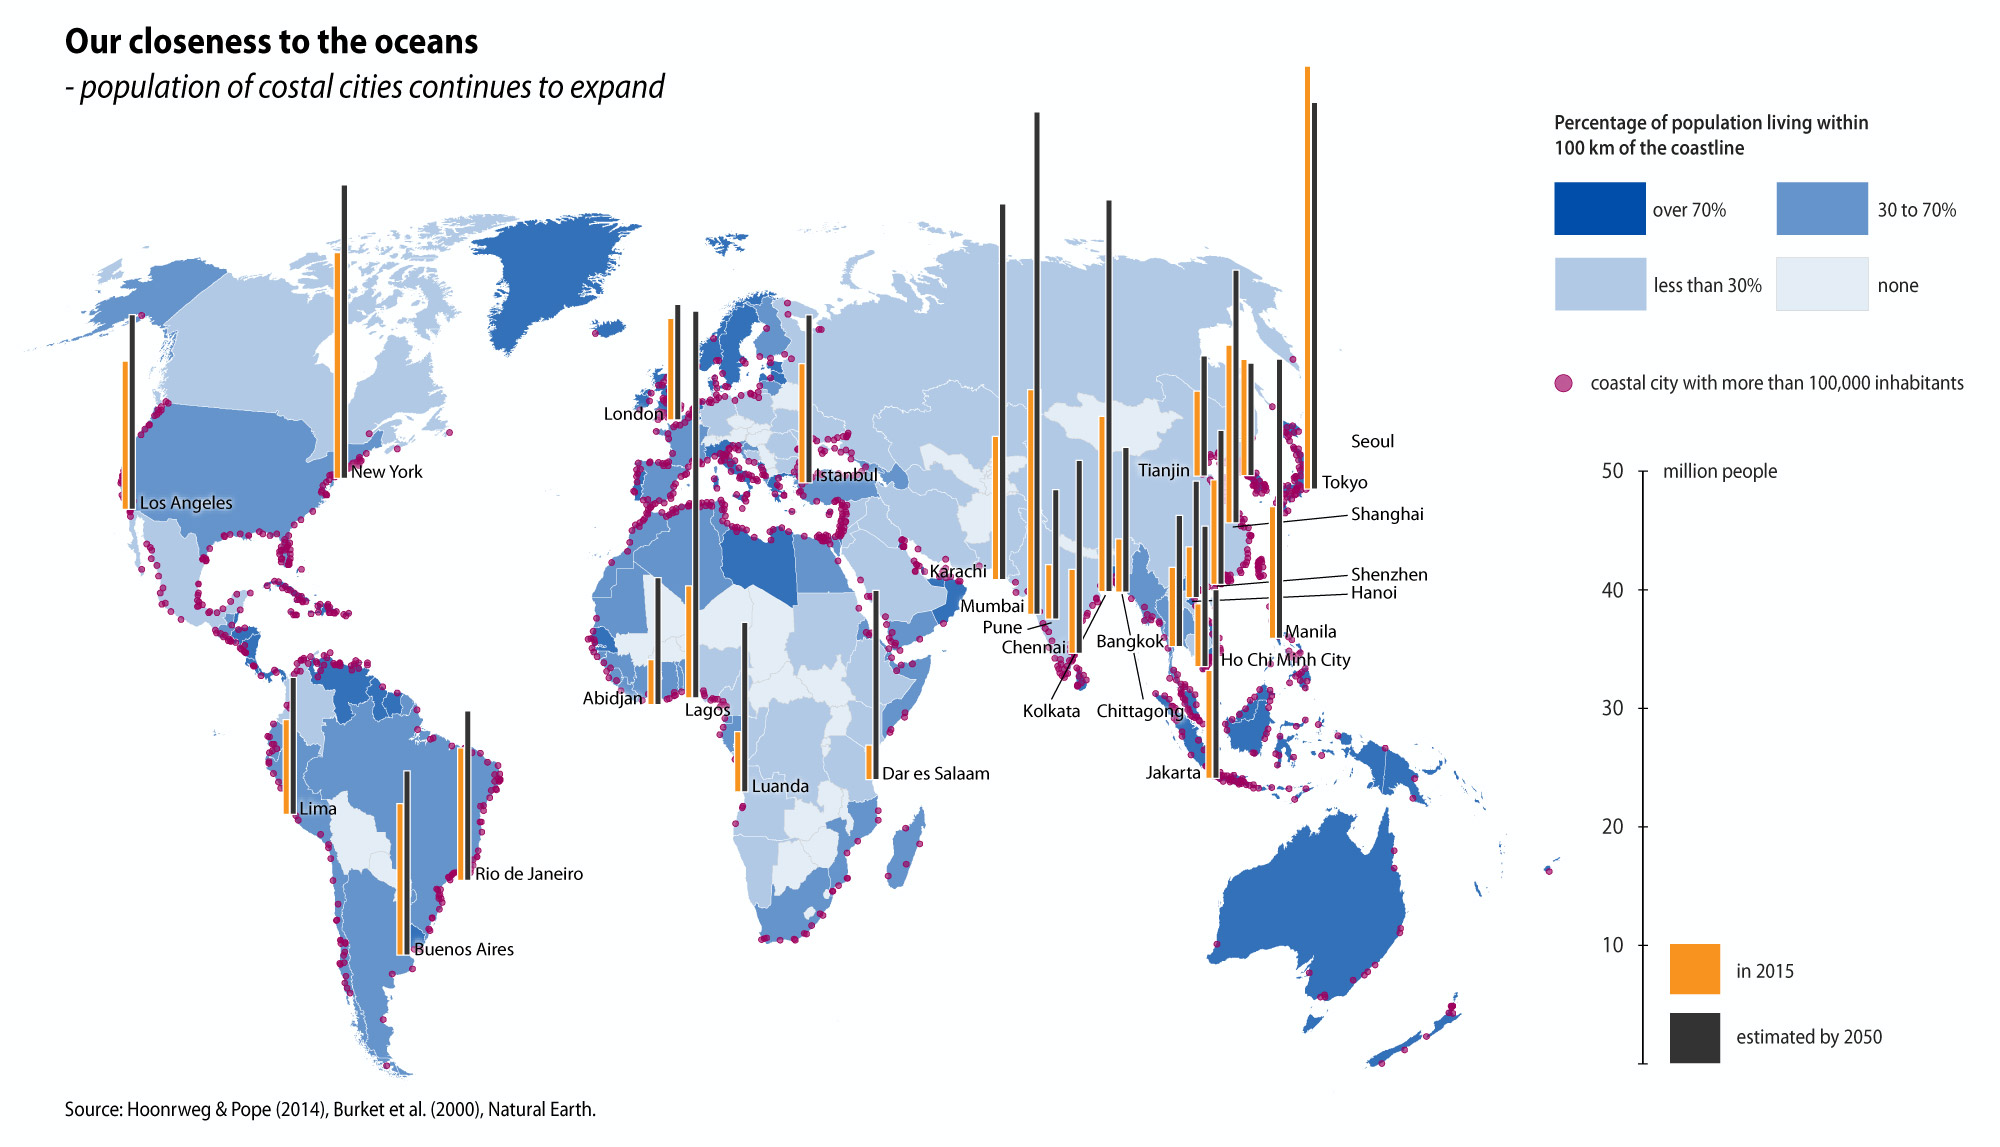 Our closeness to the oceans
- population of costal cities continues to expand
Percentage of population living within
100 km of the coastline
over 70%
30 to 70%
less than 30%
none
coastal city with more than 100,000 inhabitants
London
New York
Los Angeles
Istanbul
Tianjin
Seoul
Tokyo
Shanghai
Karachi
Shenzhen
Hanoi
Mumbai
Pune
Chennai
Bangkok
Manila
Ho Chi Minh City
Abidjan
Lagos
Kolkata
Chittagong
Dar es Salaam
Jakarta
Luanda
Lima
Rio de Janeiro
Buenos Aires
50 million people
40
30
20
10
in 2015
estimated by 2050
Source: Hoonrweg & Pope (2014), Burket et al. (2000), Natural Earth.